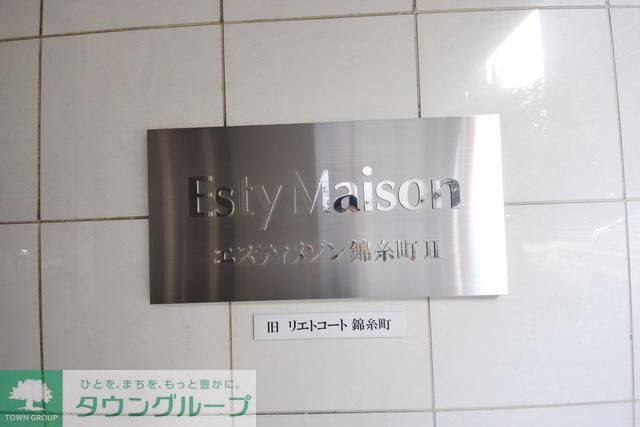 Esty Maison
エスティメゾン錦糸町 II
旧 リエトコート 錦糸町
ひとを、まちを、もっと豊かに。
タウングループ
TOWN GROUP